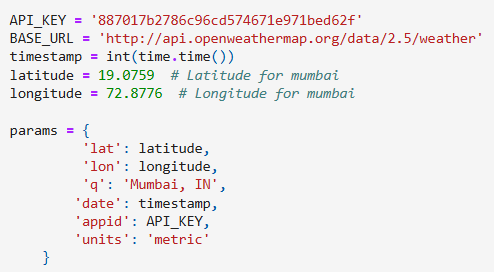 API_KEY = '887017b2786c96cd574671e971bed62f'
BASE_URL = 'http://api.openweathermap.org/data/2.5/weather'
timestamp = int(time.time())
latitude = 19.0759  # Latitude for mumbai
longitude = 72.8776  # Longitude for mumbai

params = {
        'lat': latitude,
        'lon': longitude,
        'q': 'Mumbai, IN',
       'date': timestamp,
       'appid': API_KEY,
       'units': 'metric'
    }